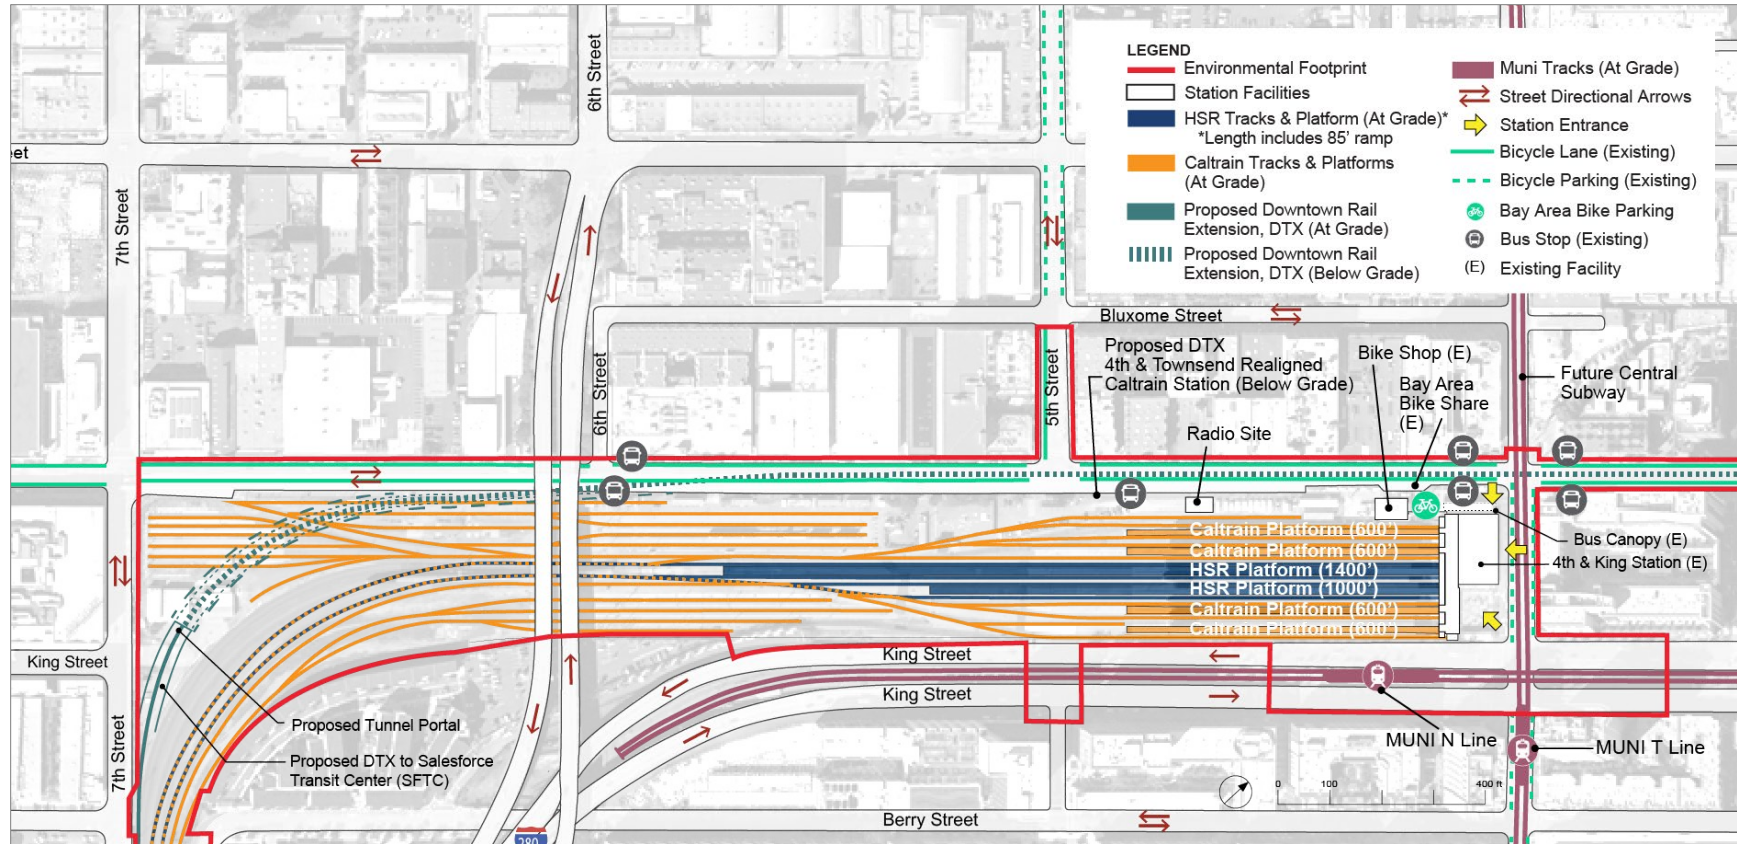 6th Street
LEGEND
Environmental Footprint
Station Facilities
HSR Tracks & Platform (At Grade)*
*Length includes 85' ramp
Caltrain Tracks & Platforms
(At Grade)
Proposed Downtown Rail
Extension, DTX (At Grade)
Proposed Downtown Rail
Extension, DTX (Below Grade)
Muni Tracks (At Grade)
Street Directional Arrows
Station Entrance
Bicycle Lane (Existing)
Bicycle Parking (Existing)
Bay Area Bike Parking
Bus Stop (Existing)
(E) Existing Facility
eet
7th Street
Bluxome Street
6th Street
5th Street
Proposed DTX
4th & Townsend Realigned
Caltrain Station (Below Grade)
Bike Shop (E)
Bay Area
Bike Share
(E)
Future Central
Subway
Radio Site
Caltrain Platform (600')
Caltrain Platform (600')
HSR Platform (1400')
HSR Platform (1000')
Caltrain Platform (600')
Caltrain Platform (600')
Bus Canopy (E)
4th & King Station (E)
King Street
King Street
King Street
7th Street
Proposed Tunnel Portal
Proposed DTX to Salesforce
Transit Center (SFTC)
MUNI N Line
MUNI T Line
0 100 400 ft
Berry Street
280